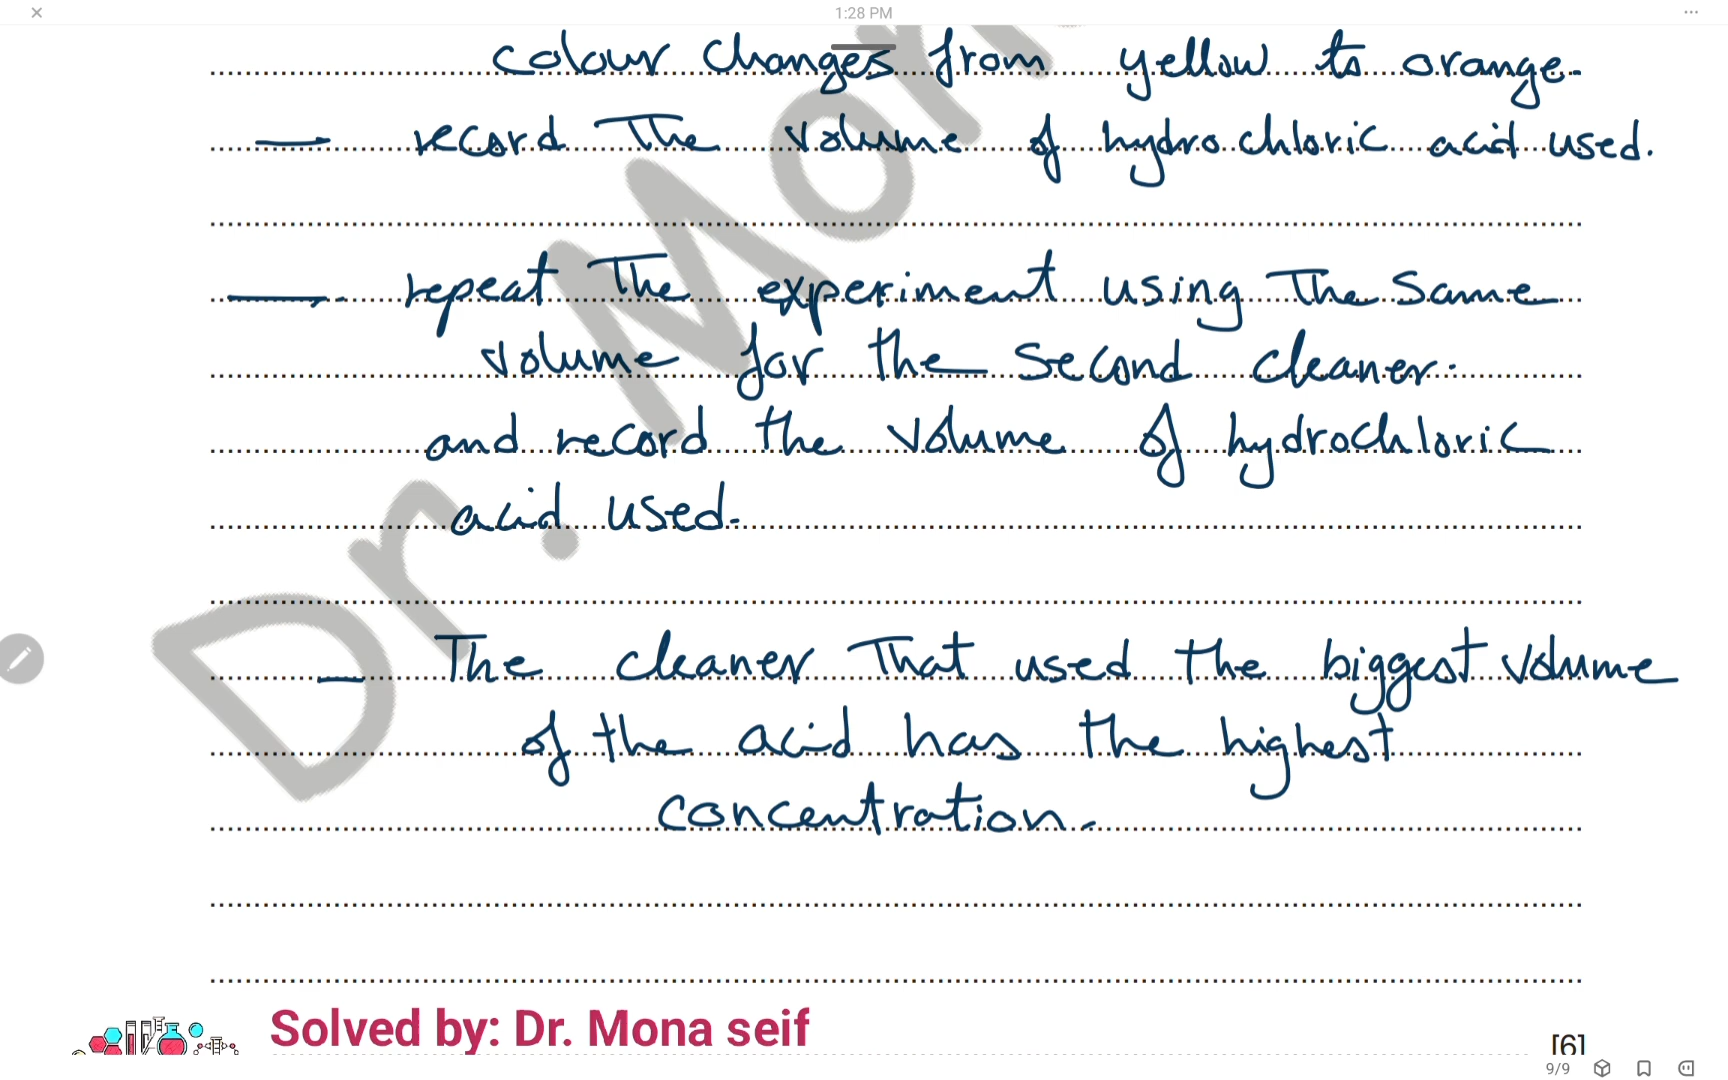 1:28 PM
colour changes from yellow to orange.
— record The volume of hydrochloric acid used.
— repeat The experiment using The same
volume for the second cleaner.
and record the volume of hydrochloric
acid used.
— The cleaner That used the biggest volume
of the acid has the highest
concentration.
Dr. Mon
Solved by: Dr. Mona seif
[6]
9/9